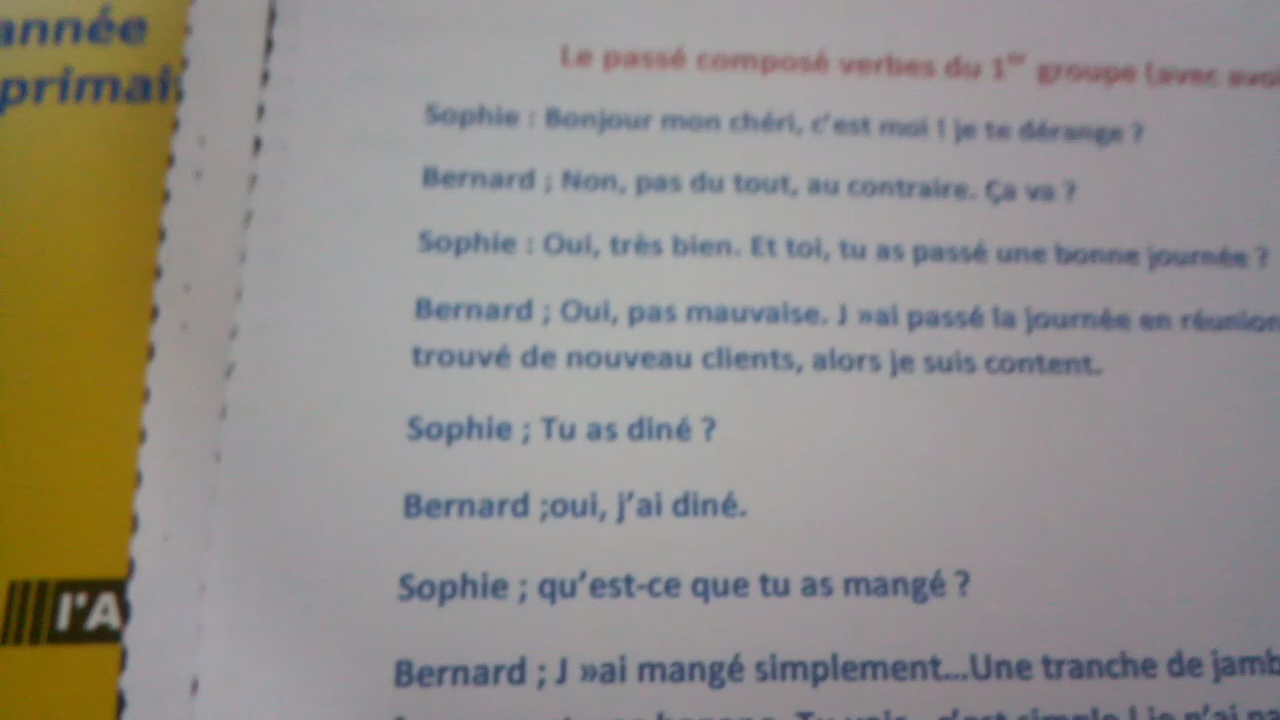 année
primai
l'A
Le passé composé verbes du 1er groupe (avec avoi
Sophie : Bonjour mon chéri, c'est moi ! je te dérange ?
Bernard ; Non, pas du tout, au contraire. Ça va ?
Sophie : Oui, très bien. Et toi, tu as passé une bonne journée ?
Bernard ; Oui, pas mauvaise. J »ai passé la journée en réunion
trouvé de nouveau clients, alors je suis content.
Sophie ; Tu as diné ?
Bernard ;oui, j'ai diné.
Sophie ; qu'est-ce que tu as mangé ?
Bernard ; J »ai mangé simplement...Une tranche de jamb